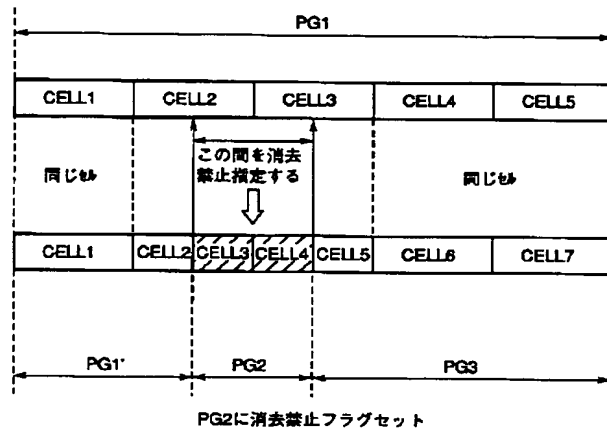 PG1
CELL1 CELL2 CELL3 CELL4 CELL5
この間を消去
禁止指定する
同じセル
同じセル
CELL1 CELL2 CELL3 CELL4 CELL5 CELL6 CELL7
PG1' PG2 PG3
PG2に消去禁止フラグセット